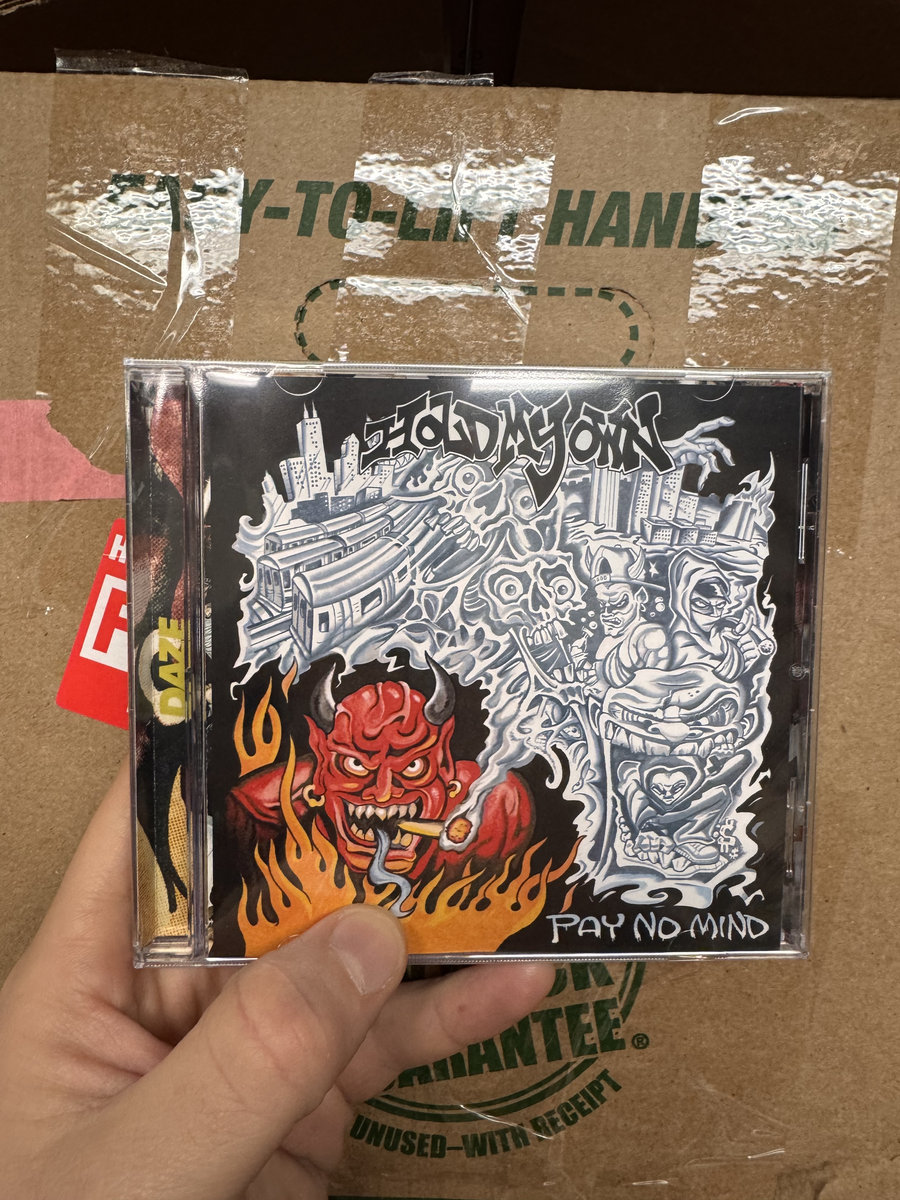 Y-TO-LIFT HAND
HOLD MY OWN
DAZE
PAY NO MIND
GUARANTEE®
UNUSED–WITH RECEIPT